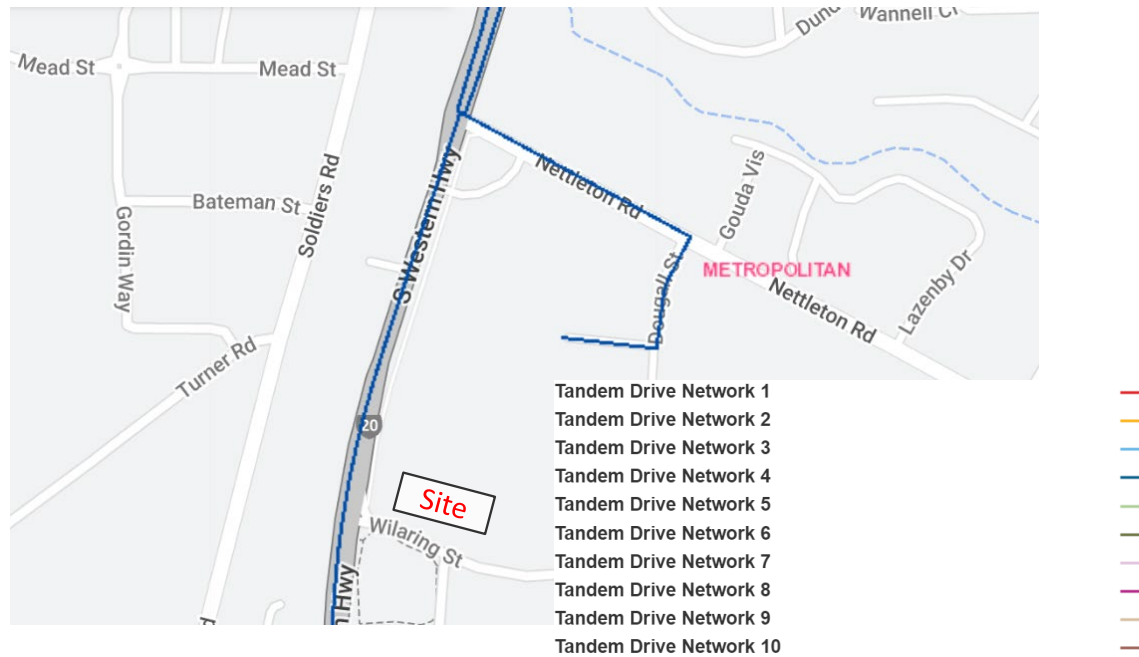 Wannell Cr
Dund
Mead St
Mead St
S Western Hwy
Soldiers Rd
Nettleton Rd
Gouda Vis
Bateman St
Gordin Way
Dougall St
METROPOLITAN
Nettleton Rd
Lazenby Dr
Turner Rd
20
Site
Wilaring St
n Hwy
Tandem Drive Network 1
Tandem Drive Network 2
Tandem Drive Network 3
Tandem Drive Network 4
Tandem Drive Network 5
Tandem Drive Network 6
Tandem Drive Network 7
Tandem Drive Network 8
Tandem Drive Network 9
Tandem Drive Network 10